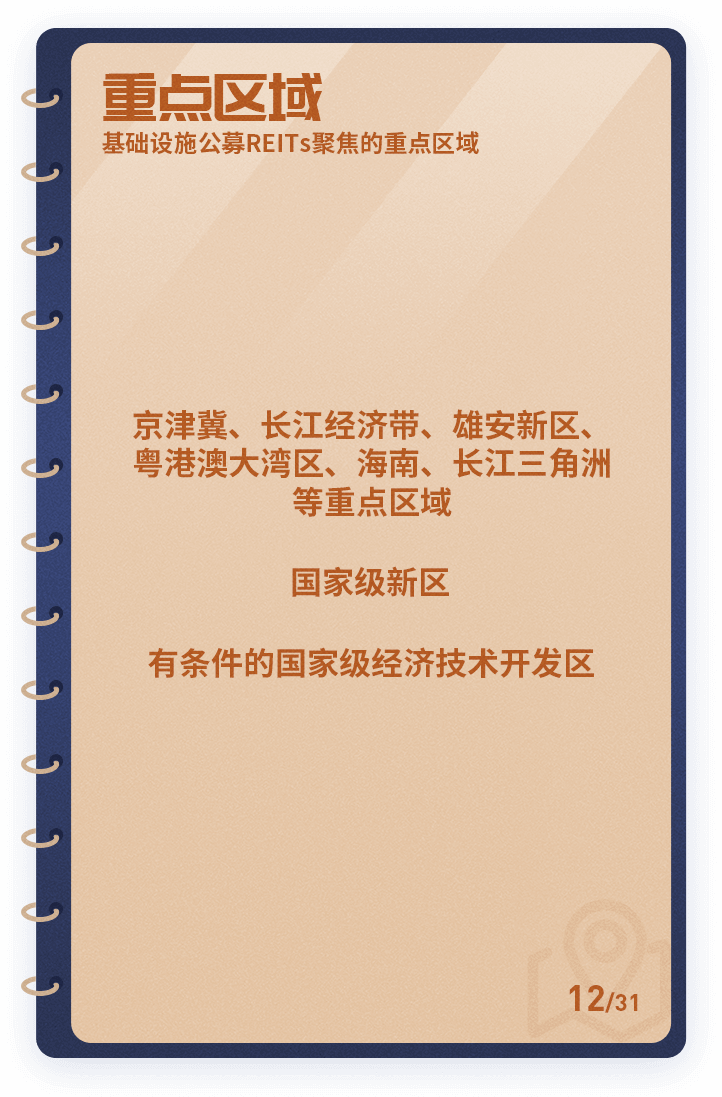 重点区域
基础设施公募REITs聚焦的重点区域
京津冀、长江经济带、雄安新区、
粤港澳大湾区、海南、长江三角洲
等重点区域
国家级新区
有条件的国家级经济技术开发区
12/31